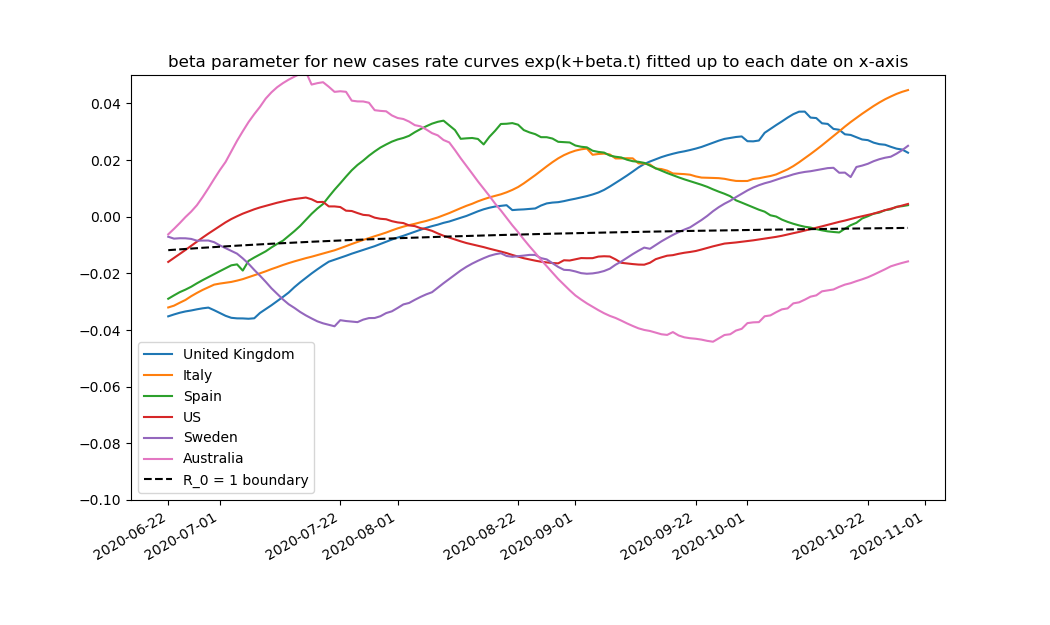 beta parameter for new cases rate curves exp(k+beta.t) fitted up to each date on x-axis
0.04
0.02
0.00
−0.02
−0.04
−0.06
−0.08
−0.10
United Kingdom
Italy
Spain
US
Sweden
Australia
R_0 = 1 boundary
2020-06-22
2020-07-01
2020-07-22
2020-08-01
2020-08-22
2020-09-01
2020-09-22
2020-10-01
2020-10-22
2020-11-01